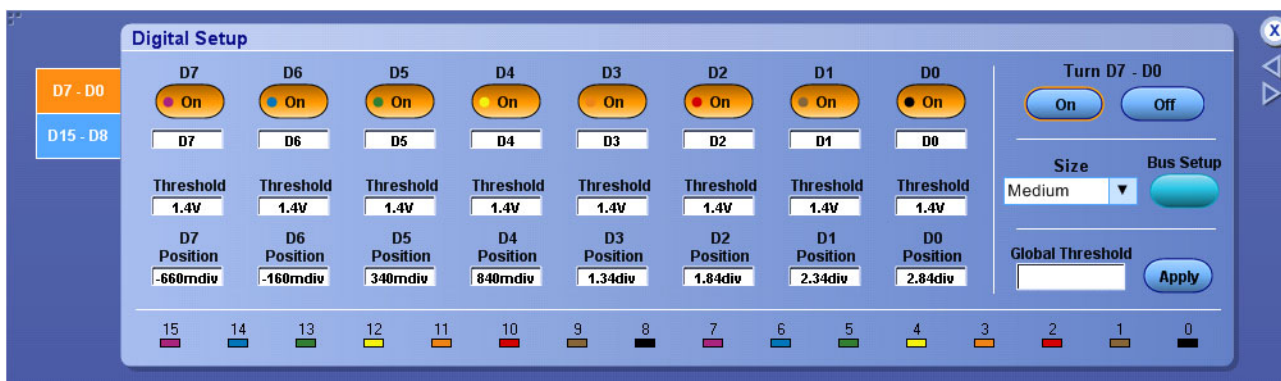 Digital Setup
D7 - D0
D15 - D8
D7 D6 D5 D4 D3 D2 D1 D0
On On On On On On On On
D7 D6 D5 D4 D3 D2 D1 D0
Threshold Threshold Threshold Threshold Threshold Threshold Threshold Threshold
1.4V 1.4V 1.4V 1.4V 1.4V 1.4V 1.4V 1.4V
D7 D6 D5 D4 D3 D2 D1 D0
Position Position Position Position Position Position Position Position
-660mdiv -160mdiv 340mdiv 840mdiv 1.34div 1.84div 2.34div 2.84div
Turn D7 - D0
On Off
Size Bus Setup
Medium
Global Threshold
Apply
15 14 13 12 11 10 9 8 7 6 5 4 3 2 1 0
X